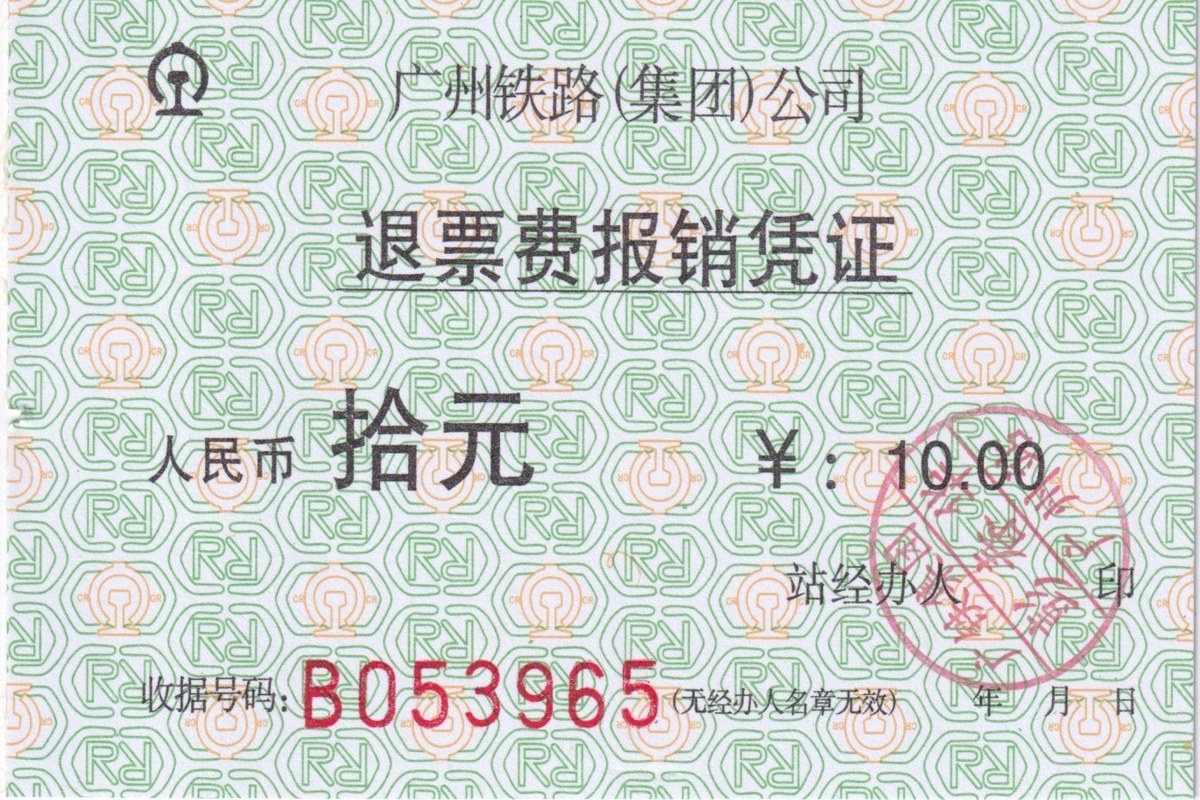 广州铁路(集团)公司
退票费报销凭证
人民币 拾元 ￥: 10.00
站经办人 印
收据号码: B053965 (无经办人名章无效) 年 月 日